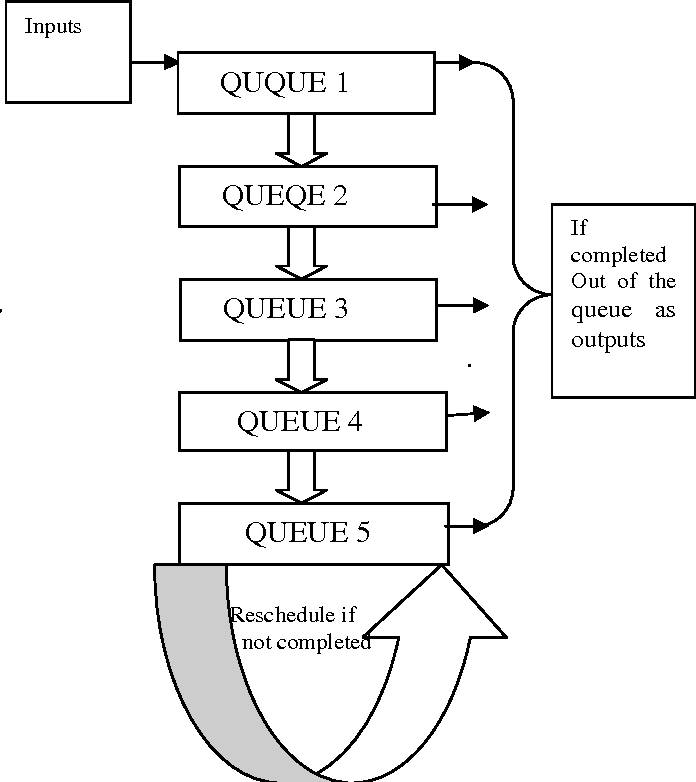 Inputs
QUQUE 1
QUEQE 2
QUEUE 3
QUEUE 4
QUEUE 5
If
completed
Out of the
queue as
outputs
Reschedule if
not completed